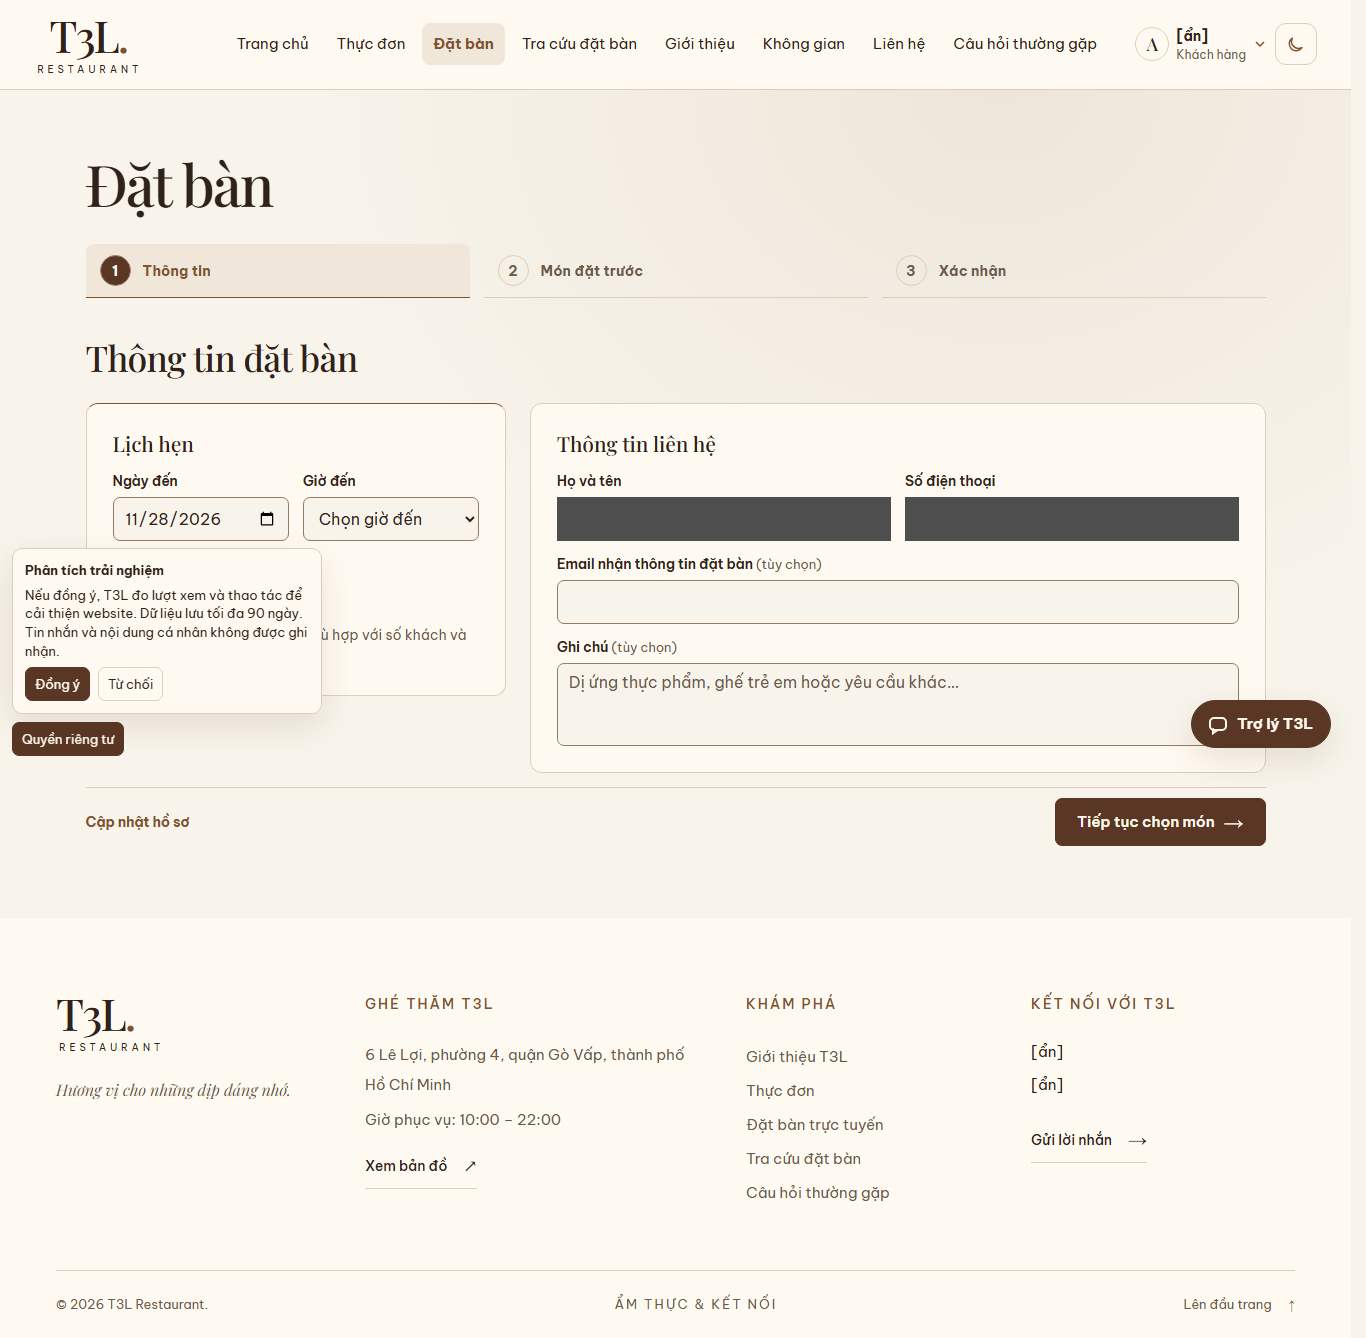 T3L.
RESTAURANT
Trang chủ
Thực đơn
Đặt bàn
Tra cứu đặt bàn
Giới thiệu
Không gian
Liên hệ
Câu hỏi thường gặp
A
[ẩn]
Khách hàng
Đặt bàn
1 Thông tin
2 Món đặt trước
3 Xác nhận
Thông tin đặt bàn
Lịch hẹn
Ngày đến
Giờ đến
11/28/2026
Chọn giờ đến
hợp với số khách và
Thông tin liên hệ
Họ và tên
Số điện thoại
Email nhận thông tin đặt bàn (tùy chọn)
Ghi chú (tùy chọn)
Dị ứng thực phẩm, ghế trẻ em hoặc yêu cầu khác...
Phân tích trải nghiệm
Nếu đồng ý, T3L đo lượt xem và thao tác để
cải thiện website. Dữ liệu lưu tối đa 90 ngày.
Tin nhắn và nội dung cá nhân không được ghi
nhận.
Đồng ý
Từ chối
Quyền riêng tư
Trợ lý T3L
Cập nhật hồ sơ
Tiếp tục chọn món →
T3L.
RESTAURANT
Hương vị cho những dịp đáng nhớ.
GHÉ THĂM T3L
6 Lê Lợi, phường 4, quận Gò Vấp, thành phố
Hồ Chí Minh
Giờ phục vụ: 10:00 – 22:00
Xem bản đồ ↗
KHÁM PHÁ
Giới thiệu T3L
Thực đơn
Đặt bàn trực tuyến
Tra cứu đặt bàn
Câu hỏi thường gặp
KẾT NỐI VỚI T3L
[ẩn]
[ẩn]
Gửi lời nhắn →
© 2026 T3L Restaurant.
ẨM THỰC & KẾT NỐI
Lên đầu trang ↑